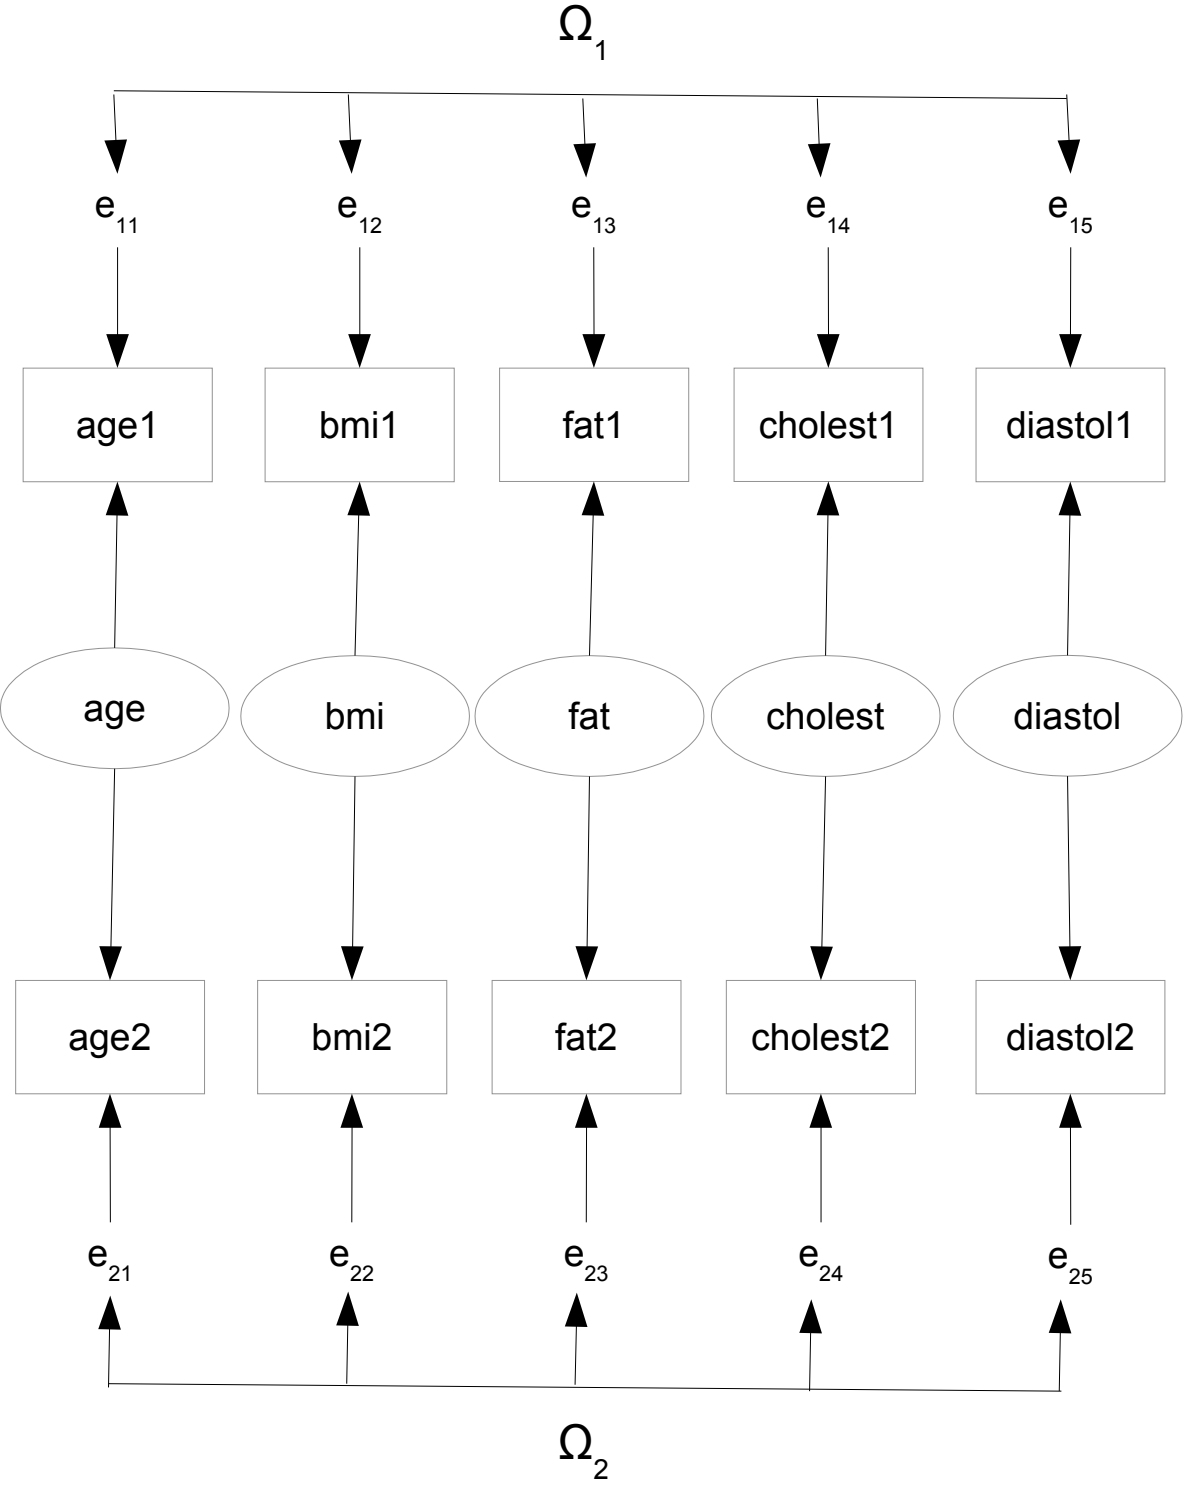 Ω₁
e₁₁ e₁₂ e₁₃ e₁₄ e₁₅
age1 bmi1 fat1 cholest1 diastol1
age bmi fat cholest diastol
age2 bmi2 fat2 cholest2 diastol2
e₂₁ e₂₂ e₂₃ e₂₄ e₂₅
Ω₂